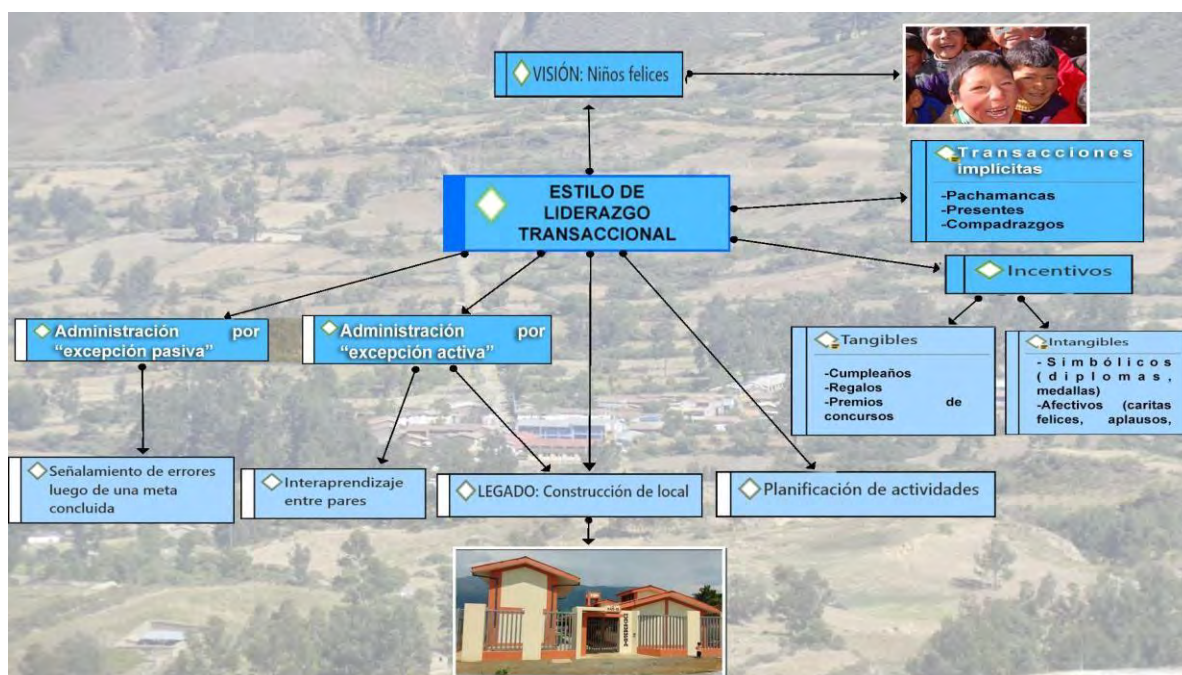 VISIÓN: Niños felices
Transacciones
implícitas
-Pachamancas
-Presentes
-Compadrazgos
ESTILO DE
LIDERAZGO
TRANSACCIONAL
Incentivos
Administración por
“excepción pasiva”
Administración por
“excepción activa”
Tangibles
-Cumpleaños
-Regalos
-Premios de
concursos
Intangibles
-Simbólicos
(diplomas,
medallas)
-Afectivos (caritas
felices, aplausos,
Señalamiento de errores
luego de una meta
concluida
Interaprendizaje
entre pares
LEGADO: Construcción de local
Planificación de actividades